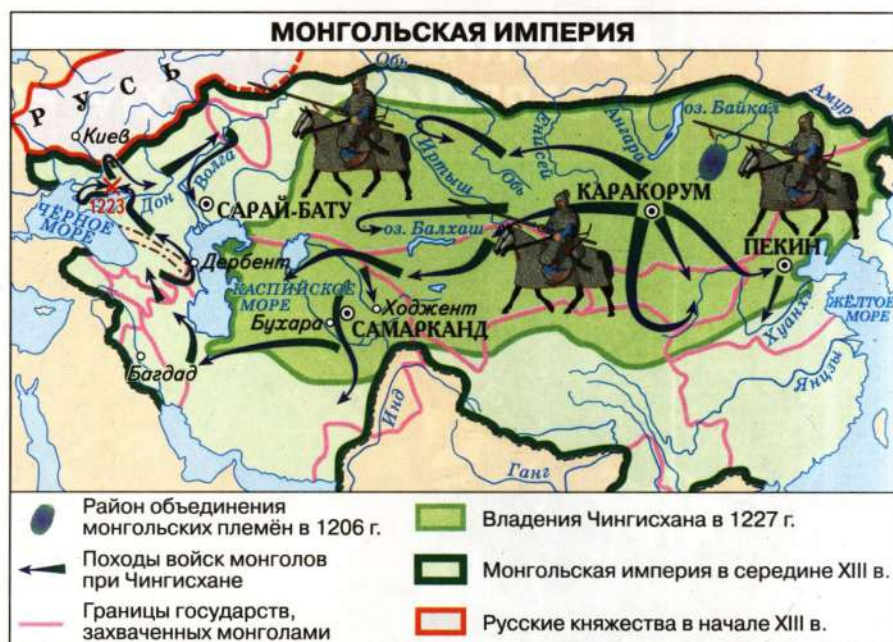 МОНГОЛЬСКАЯ ИМПЕРИЯ
РУСЬ
Киев
Обь
Амур
оз. Байкал
Ангара
Енисей
Иртыш
Обь
Волга
Дон
1223
САРАЙ-БАТУ
КАРАКОРУМ
оз. Балхаш
ЧЁРНОЕ
МОРЕ
ПЕКИН
Дербент
КАСПИЙСКОЕ
МОРЕ
Ходжент
САМАРКАНД
Бухара
ЖЁЛТОЕ
МОРЕ
Хуанхэ
Багдад
Янцзы
Инд
Ганг
Район объединения
монгольских племён в 1206 г.
Владения Чингисхана в 1227 г.
Походы войск монголов
при Чингисхане
Монгольская империя в середине XIII в.
Границы государств,
захваченных монголами
Русские княжества в начале XIII в.